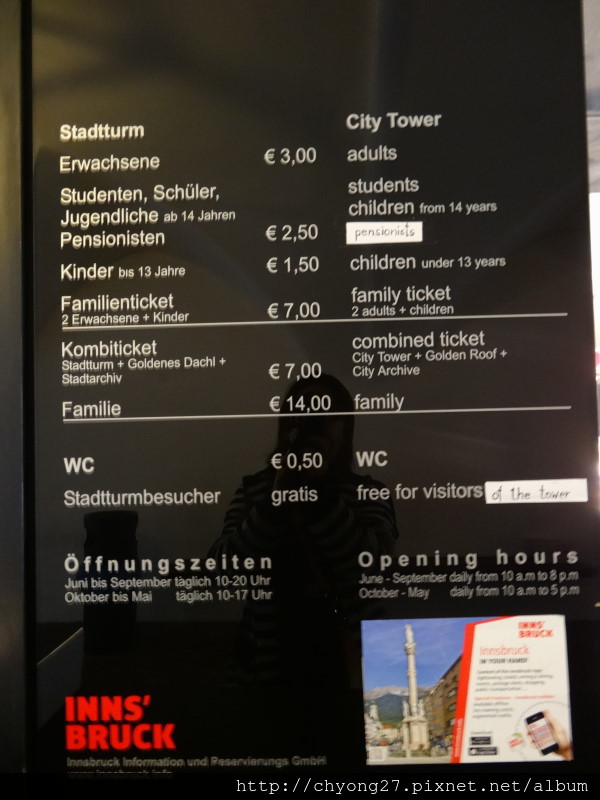 Stadtturm
Erwachsene € 3,00
Studenten, Schüler,
Jugendliche ab 14 Jahren
Pensionisten € 2,50
Kinder bis 13 Jahre € 1,50
Familienticket € 7,00
2 Erwachsene + Kinder
Kombiticket
Stadtturm + Goldenes Dachl +
Stadtarchiv € 7,00
Familie € 14,00
WC € 0,50
Stadtturmbesucher gratis
Öffnungszeiten
Juni bis September täglich 10-20 Uhr
Oktober bis Mai täglich 10-17 Uhr
City Tower
adults
students
children from 14 years
pensionists
children under 13 years
family ticket
2 adults + children
combined ticket
City Tower + Golden Roof +
City Archive
family
WC
free for visitors of the tower
Opening hours
June - September daily from 10 a.m to 8 p.m
October - May daily from 10 a.m to 5 p.m
INNS'
BRUCK
Innsbruck Information und Reservierungs GmbH
www.innsbruck.info
INNS'
BRUCK
Innsbruck
IN YOUR HAND!
http://chyong27.pixnet.net/album